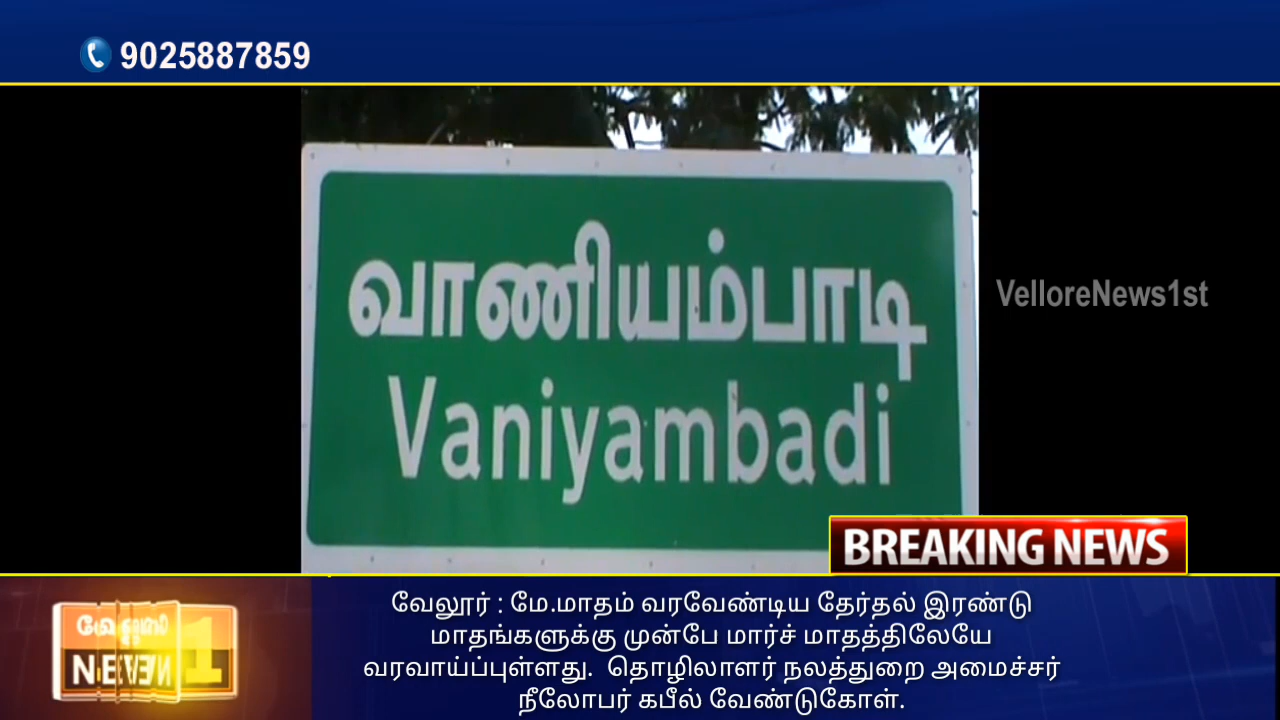 9025887859
வாணியம்பாடி
Vaniyambadi
VelloreNews1st
BREAKING NEWS
1
வேலூர் : மே.மாதம் வரவேண்டிய தேர்தல் இரண்டு
மாதங்களுக்கு முன்பே மார்ச் மாதத்திலேயே
வரவாய்ப்புள்ளது. தொழிலாளர் நலத்துறை அமைச்சர்
நீலோபர் கபீல் வேண்டுகோள்.